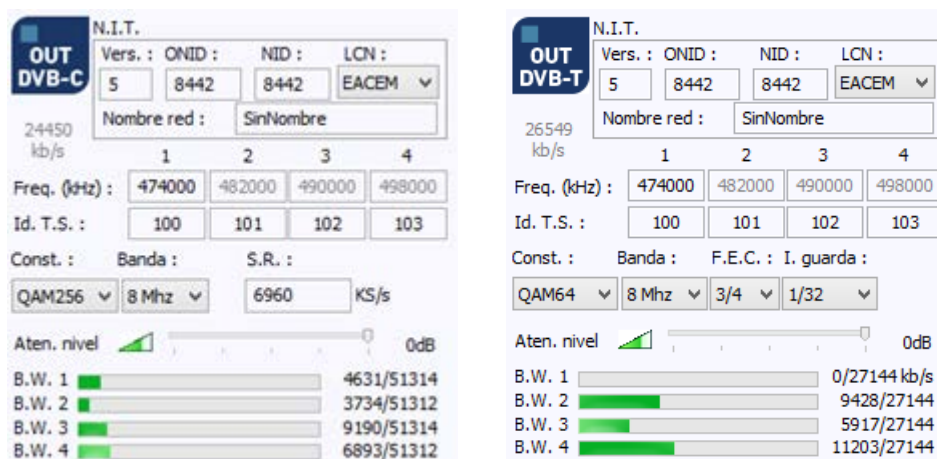 N.I.T.
OUT
DVB-C
Vers. : ONID : NID : LCN :
5 8442 8442 EACEM
Nombre red : SinNombre
24450
kb/s
1 2 3 4
Freq. (kHz) : 474000 482000 490000 498000
Id. T.S. : 100 101 102 103
Const. : Banda : S.R. :
QAM256 8 Mhz 6960 KS/s
Aten. nivel 0dB
B.W. 1 4631/51314
B.W. 2 3734/51312
B.W. 3 9190/51314
B.W. 4 6893/51312
N.I.T.
OUT
DVB-T
Vers. : ONID : NID : LCN :
5 8442 8442 EACEM
Nombre red : SinNombre
26549
kb/s
1 2 3 4
Freq. (kHz) : 474000 482000 490000 498000
Id. T.S. : 100 101 102 103
Const. : Banda : F.E.C. : I. guarda :
QAM64 8 Mhz 3/4 1/32
Aten. nivel 0dB
B.W. 1 0/27144 kb/s
B.W. 2 9428/27144
B.W. 3 5917/27144
B.W. 4 11203/27144